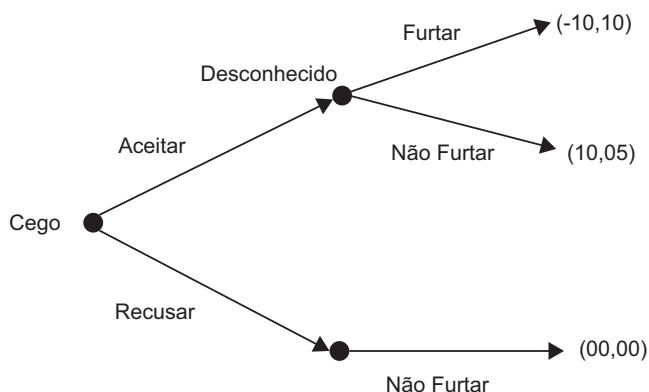 Furtar
(-10,10)
Desconhecido
Aceitar
Não Furtar
(10,05)
Cego
Recusar
(00,00)
Não Furtar